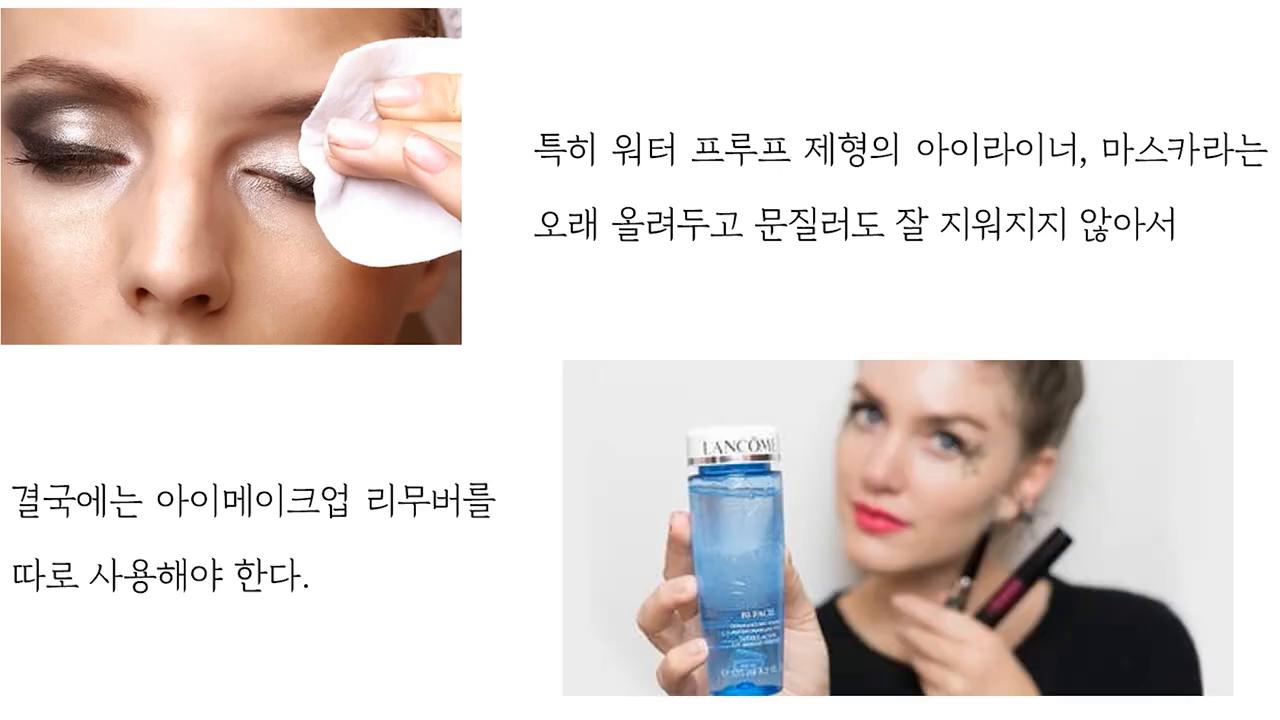 특히 워터 프루프 제형의 아이라이너, 마스카라는
오래 올려두고 문질러도 잘 지워지지 않아서
LANCÔME
BI-FACIL
결국에는 아이메이크업 리무버를
따로 사용해야 한다.